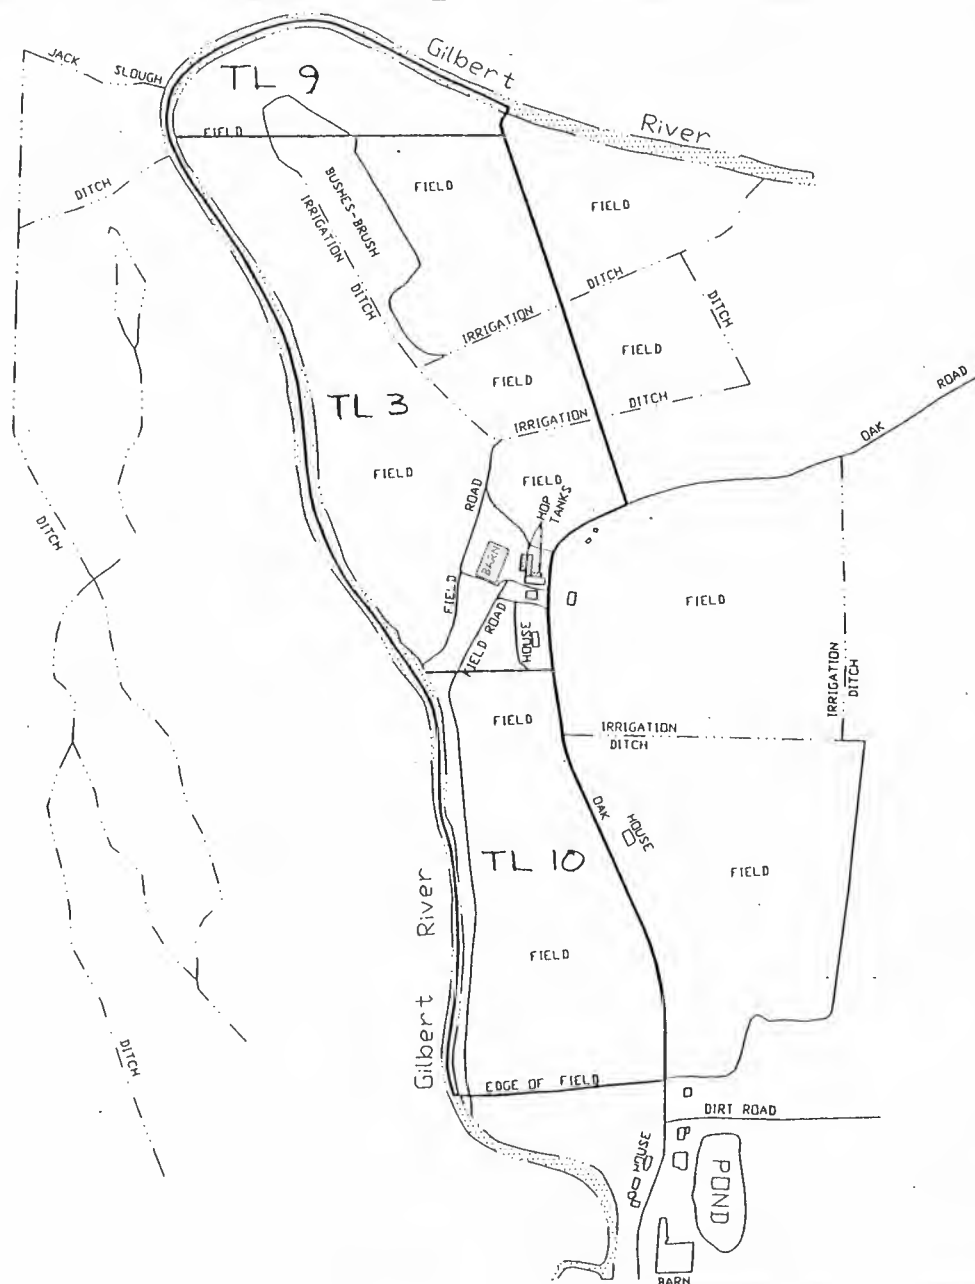 Gilbert
River
JACK
SLOUGH
TL 9
FIELD
DITCH
BUSHES-BRUSH
IRRIGATION
DITCH
FIELD
FIELD
IRRIGATION
DITCH
DITCH
FIELD
FIELD
IRRIGATION
DITCH
OAK
ROAD
TL 3
FIELD
FIELD
ROAD
FIELD
HOP
TANKS
BARN
FIELD ROAD
HOUSE
DITCH
FIELD
IRRIGATION
DITCH
FIELD
IRRIGATION
DITCH
OAK
HOUSE
TL 10
FIELD
FIELD
Gilbert River
DITCH
EDGE OF FIELD
DIRT ROAD
HOUSE
POND
BARN